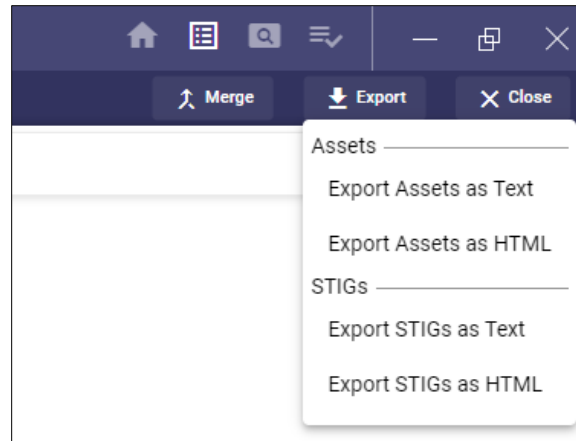 Merge Export Close
Assets
Export Assets as Text
Export Assets as HTML
STIGs
Export STIGs as Text
Export STIGs as HTML